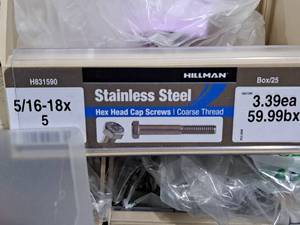 HILLMAN
H831590
Box/25
Stainless Steel
5/16-18x
5
Hex Head Cap Screws | Coarse Thread
3.39ea
59.99bx